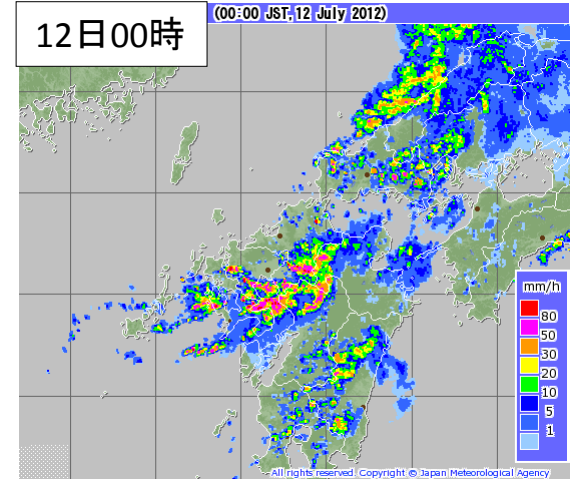 12日00時
(00:00 JST, 12 July 2012)
mm/h
80
50
30
20
10
5
1
All rights reserved. Copyright © Japan Meteorological Agency